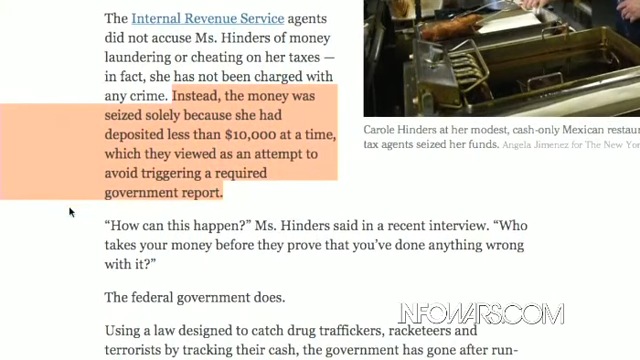 The Internal Revenue Service agents
did not accuse Ms. Hinders of money
laundering or cheating on her taxes —
in fact, she has not been charged with
any crime. Instead, the money was
seized solely because she had
deposited less than $10,000 at a time,
which they viewed as an attempt to
avoid triggering a required
government report.
Carole Hinders at her modest, cash-only Mexican restau
tax agents seized her funds. Angela Jimenez for The New Yor
“How can this happen?” Ms. Hinders said in a recent interview. “Who
takes your money before they prove that you’ve done anything wrong
with it?”
The federal government does.
Using a law designed to catch drug traffickers, racketeers and
terrorists by tracking their cash, the government has gone after run-
INFOWARS.COM